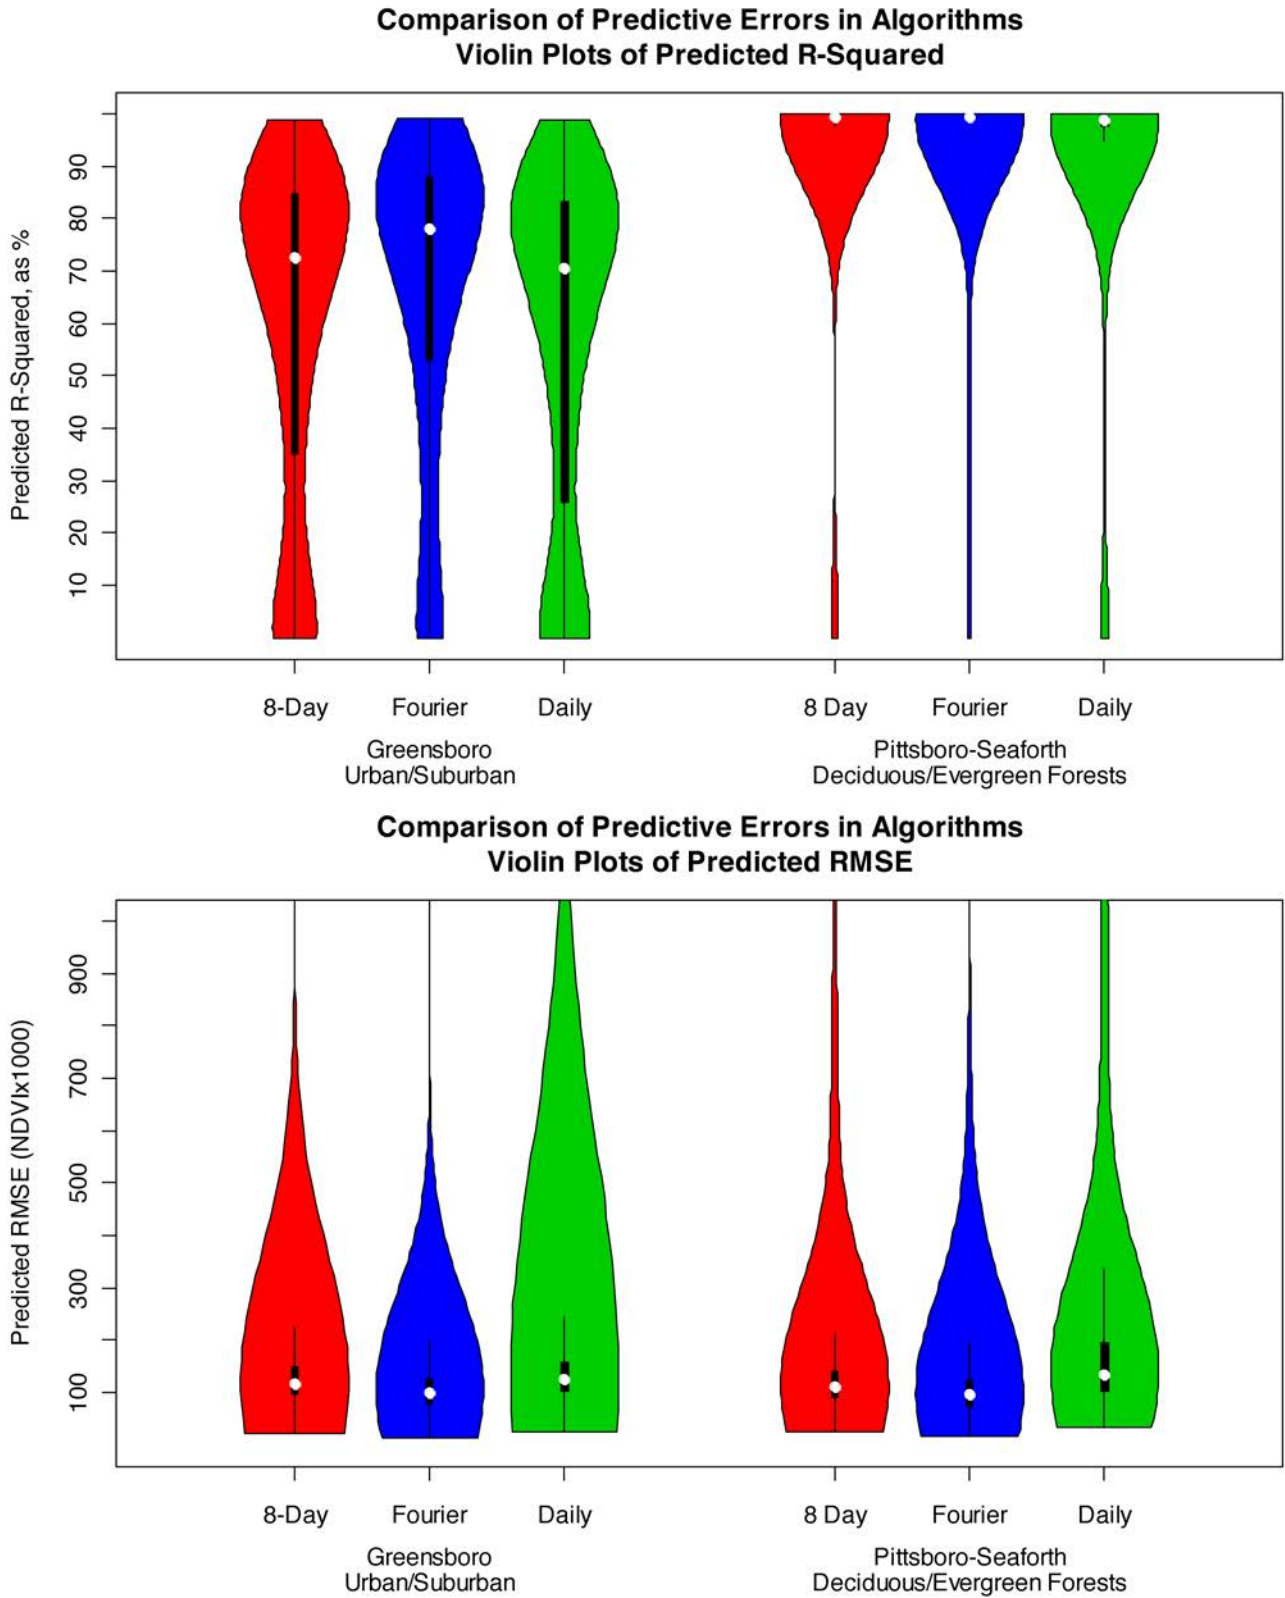 Comparison of Predictive Errors in Algorithms
Violin Plots of Predicted R-Squared
Predicted R-Squared, as %
90
80
70
60
50
40
30
20
10
8-Day Fourier Daily 8 Day Fourier Daily
Greensboro Pittsboro-Seaforth
Urban/Suburban Deciduous/Evergreen Forests
Comparison of Predictive Errors in Algorithms
Violin Plots of Predicted RMSE
Predicted RMSE (NDVIx1000)
900
700
500
300
100
8-Day Fourier Daily 8 Day Fourier Daily
Greensboro Pittsboro-Seaforth
Urban/Suburban Deciduous/Evergreen Forests